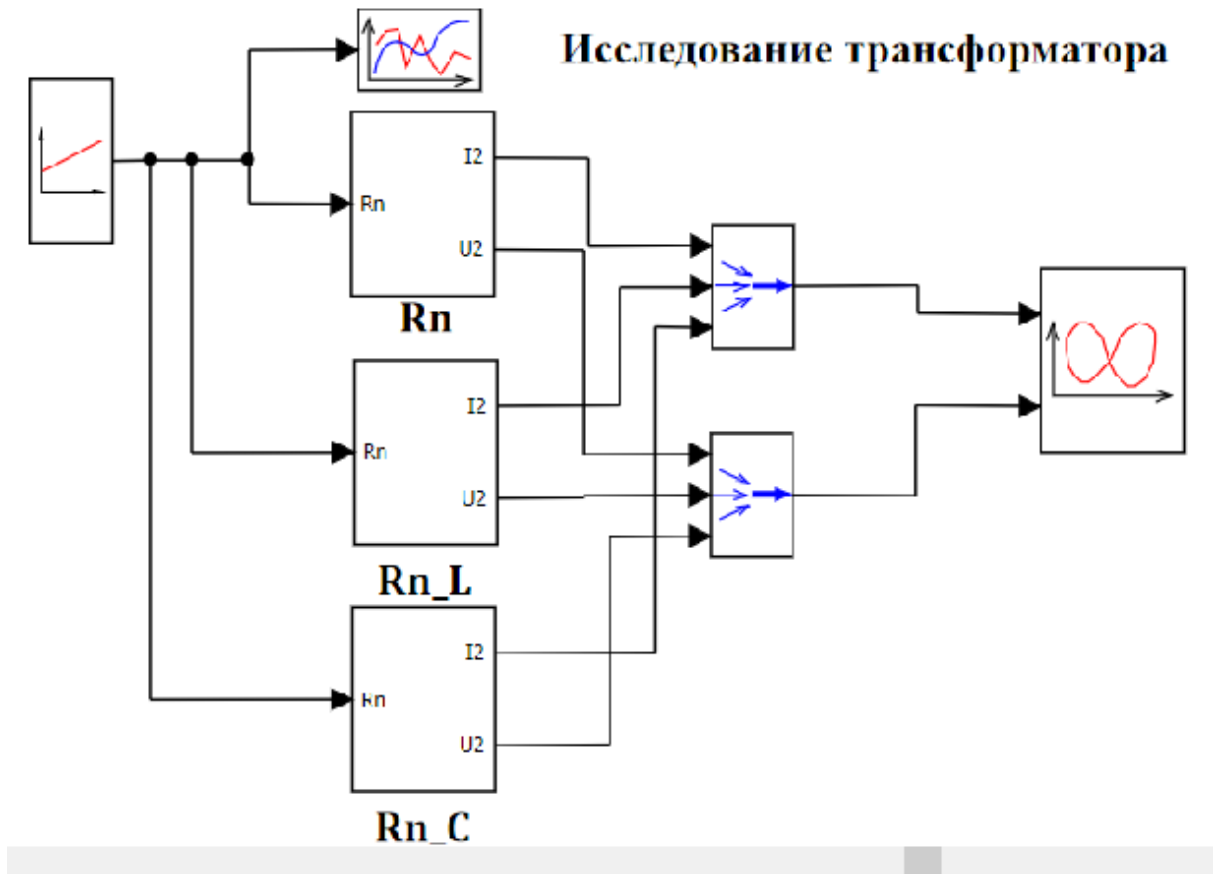 Исследование трансформатора
I2
Rn
U2
Rn
I2
Rn
U2
Rn_L
I2
Rn
U2
Rn_C